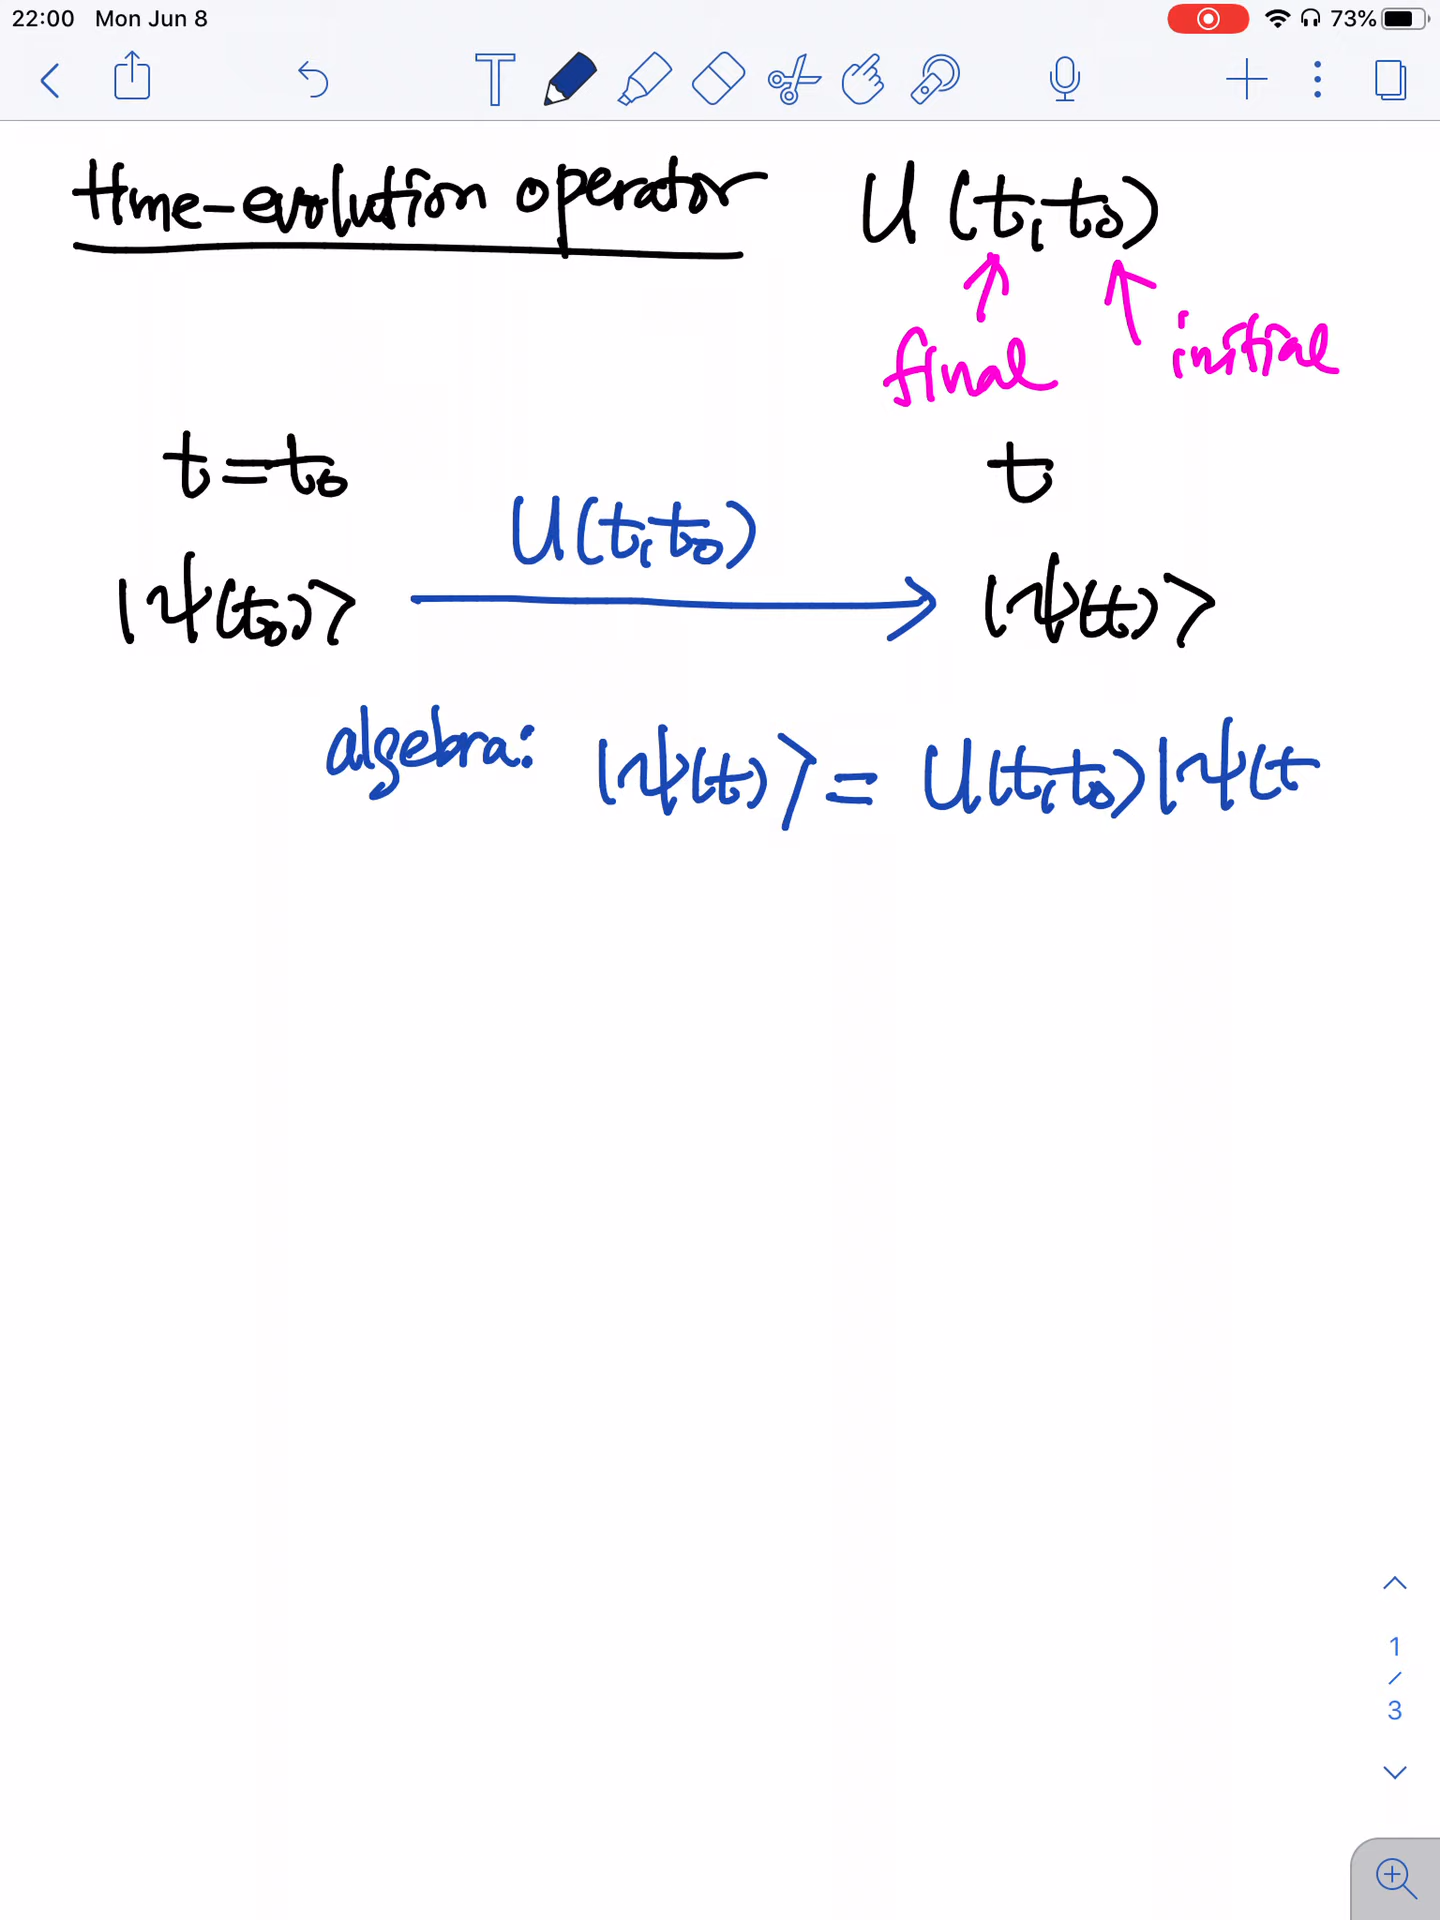 22:00 Mon Jun 8 73%
T
time-evolution operator U(t,t₀)
final initial
t=t₀ t
U(t,t₀)
|ψ(t₀)⟩ |ψ(t)⟩
algebra: |ψ(t)⟩ = U(t,t₀)|ψ(t
1
/
3